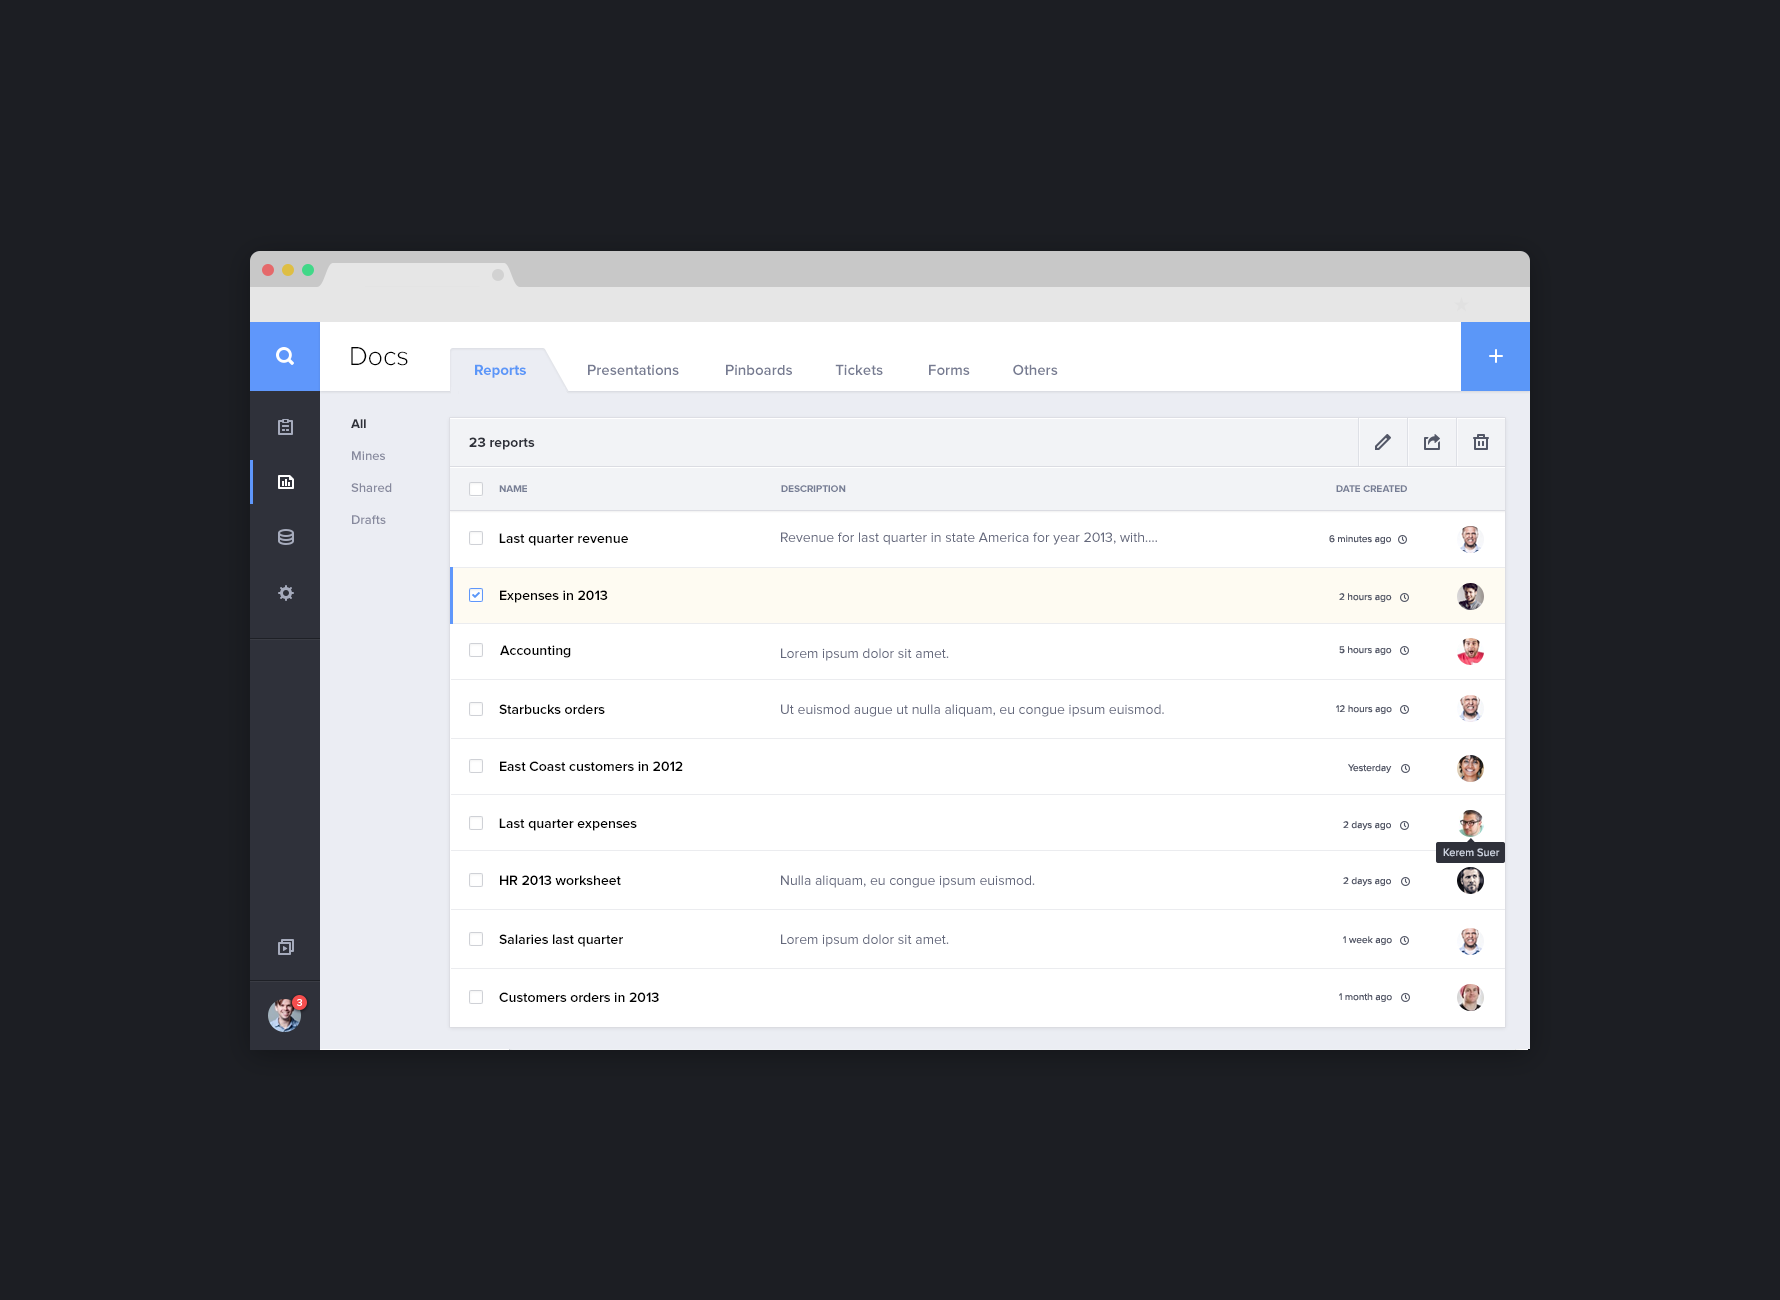 Docs
Reports Presentations Pinboards Tickets Forms Others
All
Mines
Shared
Drafts
23 reports
NAME DESCRIPTION DATE CREATED
Last quarter revenue Revenue for last quarter in state America for year 2013, with.... 6 minutes ago
Expenses in 2013 2 hours ago
Accounting Lorem ipsum dolor sit amet. 5 hours ago
Starbucks orders Ut euismod augue ut nulla aliquam, eu congue ipsum euismod. 12 hours ago
East Coast customers in 2012 Yesterday
Last quarter expenses 2 days ago
Kerem Suer
HR 2013 worksheet Nulla aliquam, eu congue ipsum euismod. 2 days ago
Salaries last quarter Lorem ipsum dolor sit amet. 1 week ago
Customers orders in 2013 1 month ago
3